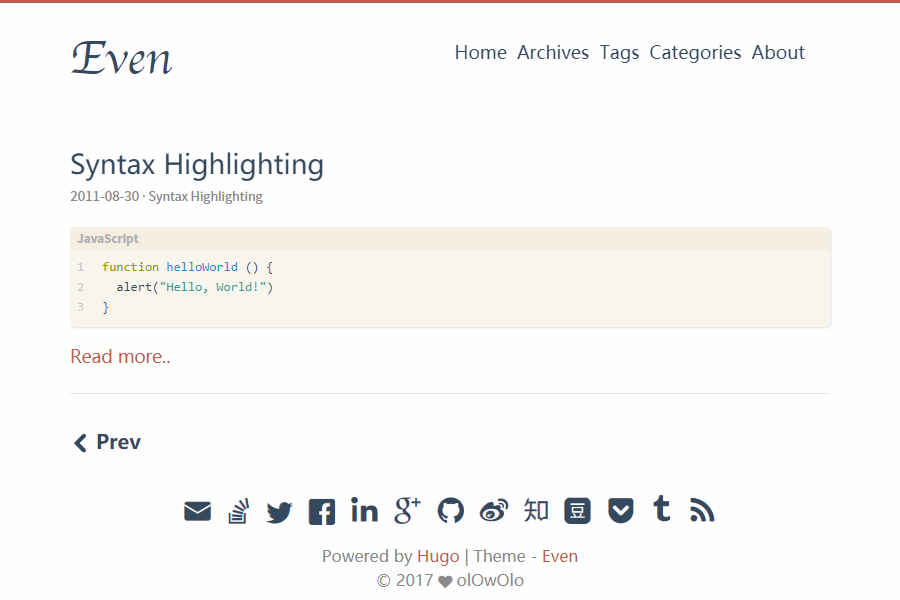 Even
Home Archives Tags Categories About
Syntax Highlighting
2011-08-30 · Syntax Highlighting
JavaScript
1 function helloWorld () {
2 alert("Hello, World!")
3 }
Read more..
Prev
in g+ 知 豆 t
Powered by Hugo | Theme - Even
© 2017 ♥ olOwOlo